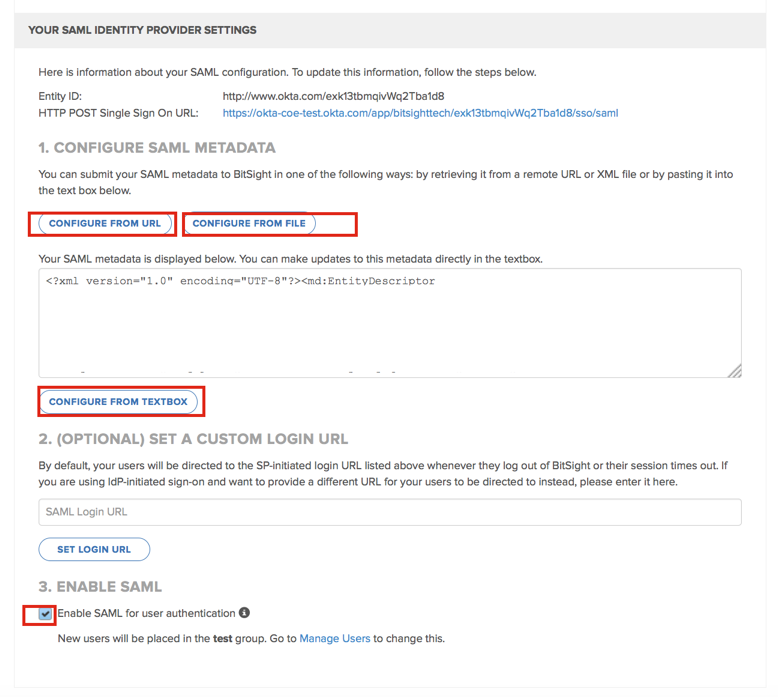 YOUR SAML IDENTITY PROVIDER SETTINGS
Here is information about your SAML configuration. To update this information, follow the steps below.
Entity ID: http://www.okta.com/exk13tbmqivWq2Tba1d8
HTTP POST Single Sign On URL: https://okta-coe-test.okta.com/app/bitsighttech/exk13tbmqivWq2Tba1d8/sso/saml
1. CONFIGURE SAML METADATA
You can submit your SAML metadata to BitSight in one of the following ways: by retrieving it from a remote URL or XML file or by pasting it into
the text box below.
CONFIGURE FROM URL CONFIGURE FROM FILE
Your SAML metadata is displayed below. You can make updates to this metadata directly in the textbox.
<?xml version="1.0" encoding="UTF-8"?><md:EntityDescriptor
CONFIGURE FROM TEXTBOX
2. (OPTIONAL) SET A CUSTOM LOGIN URL
By default, your users will be directed to the SP-initiated login URL listed above whenever they log out of BitSight or their session times out. If
you are using IdP-initiated sign-on and want to provide a different URL for your users to be directed to instead, please enter it here.
SAML Login URL
SET LOGIN URL
3. ENABLE SAML
Enable SAML for user authentication
New users will be placed in the test group. Go to Manage Users to change this.